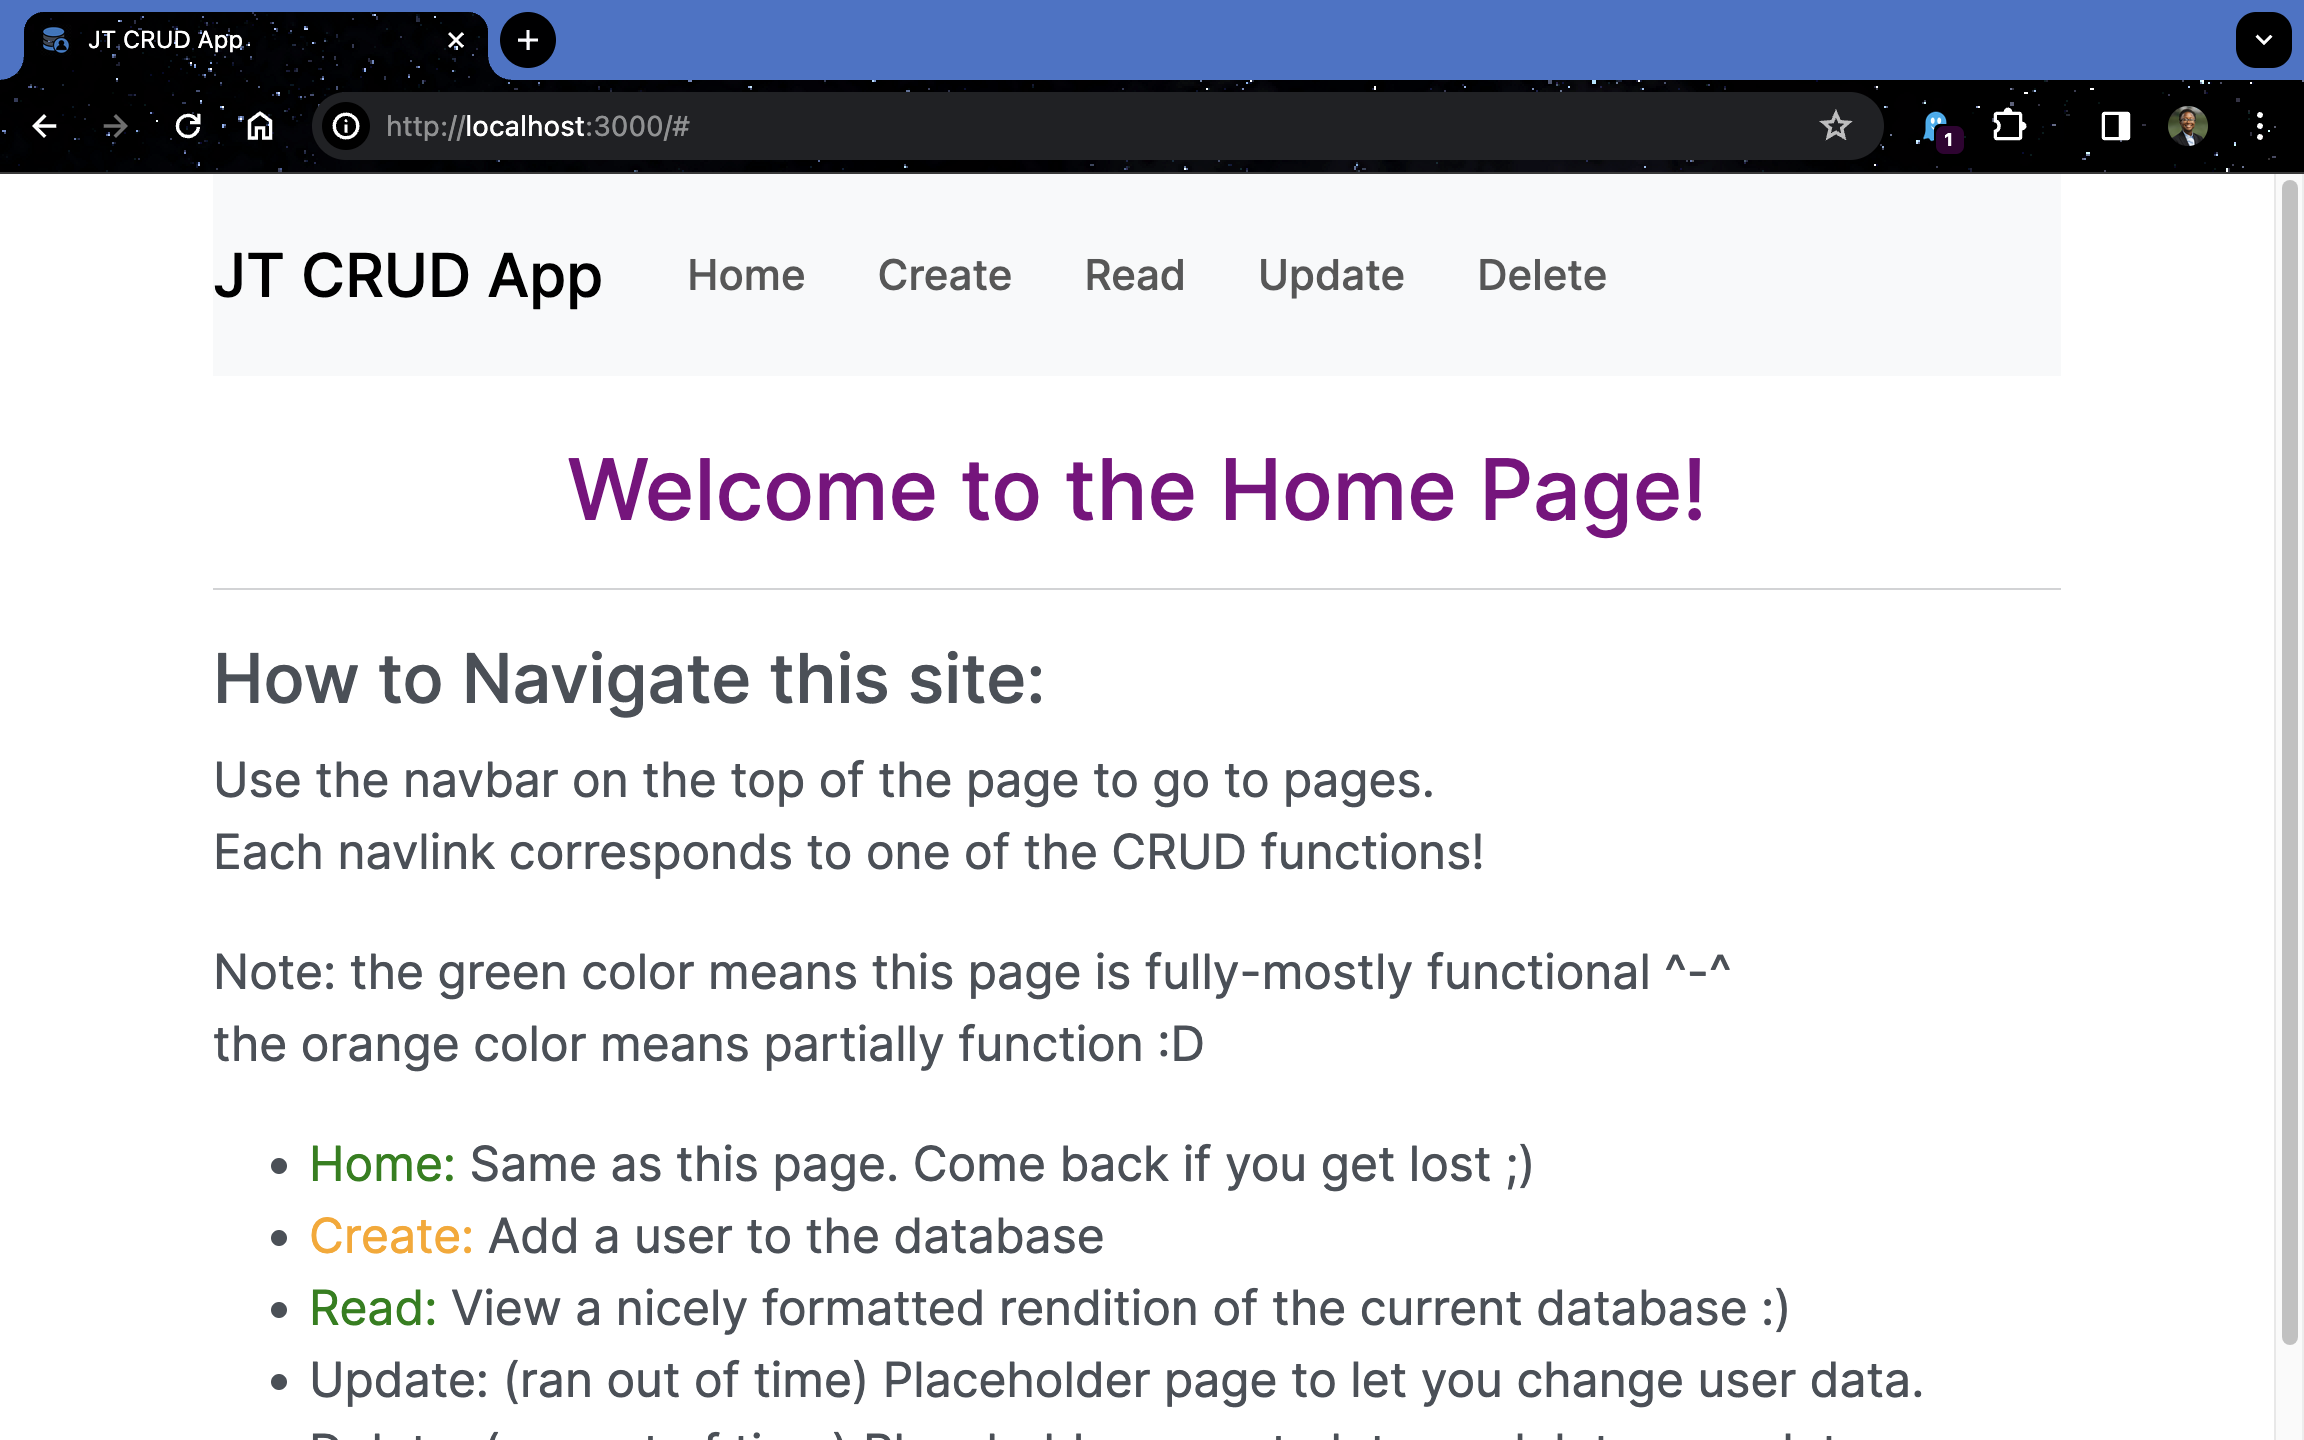 JT CRUD App
http://localhost:3000/#
1
JT CRUD App Home Create Read Update Delete
Welcome to the Home Page!
How to Navigate this site:
Use the navbar on the top of the page to go to pages.
Each navlink corresponds to one of the CRUD functions!
Note: the green color means this page is fully-mostly functional ^-^
the orange color means partially function :D
• Home: Same as this page. Come back if you get lost ;)
• Create: Add a user to the database
• Read: View a nicely formatted rendition of the current database :)
• Update: (ran out of time) Placeholder page to let you change user data.